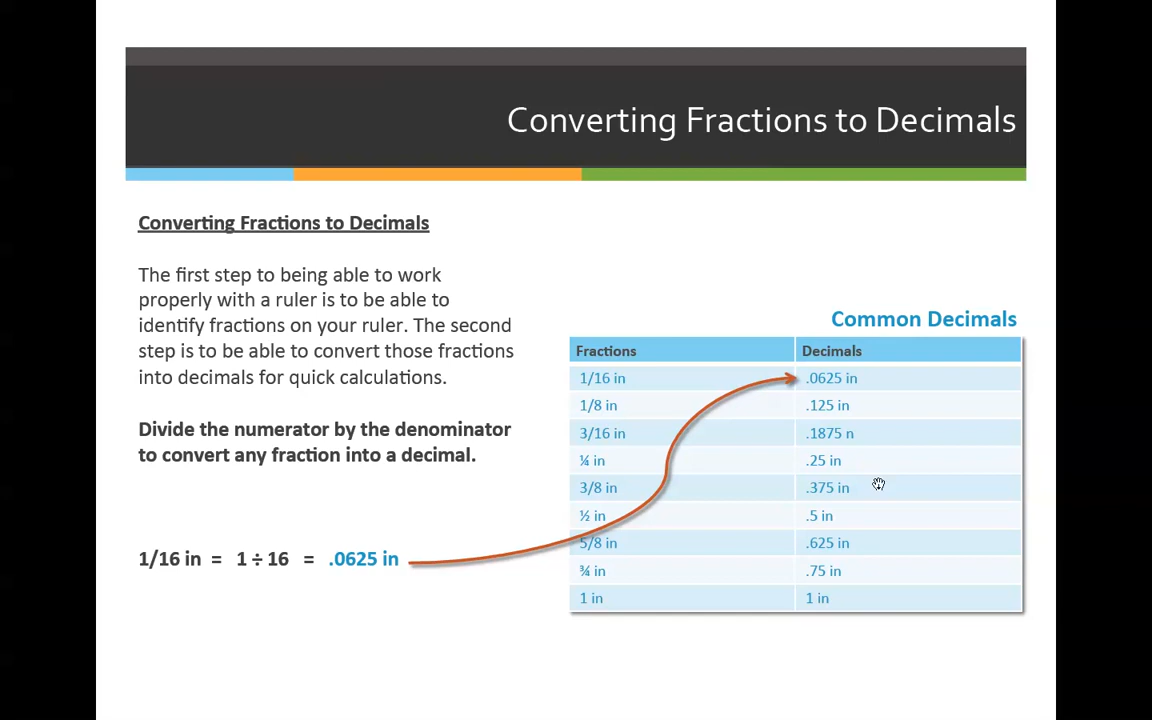 Converting Fractions to Decimals
Converting Fractions to Decimals
The first step to being able to work
properly with a ruler is to be able to
identify fractions on your ruler. The second
step is to be able to convert those fractions
into decimals for quick calculations.
Divide the numerator by the denominator
to convert any fraction into a decimal.
1/16 in = 1 ÷ 16 = .0625 in
Common Decimals
Fractions Decimals
1/16 in .0625 in
1/8 in .125 in
3/16 in .1875 n
¼ in .25 in
3/8 in .375 in
½ in .5 in
5/8 in .625 in
¾ in .75 in
1 in 1 in